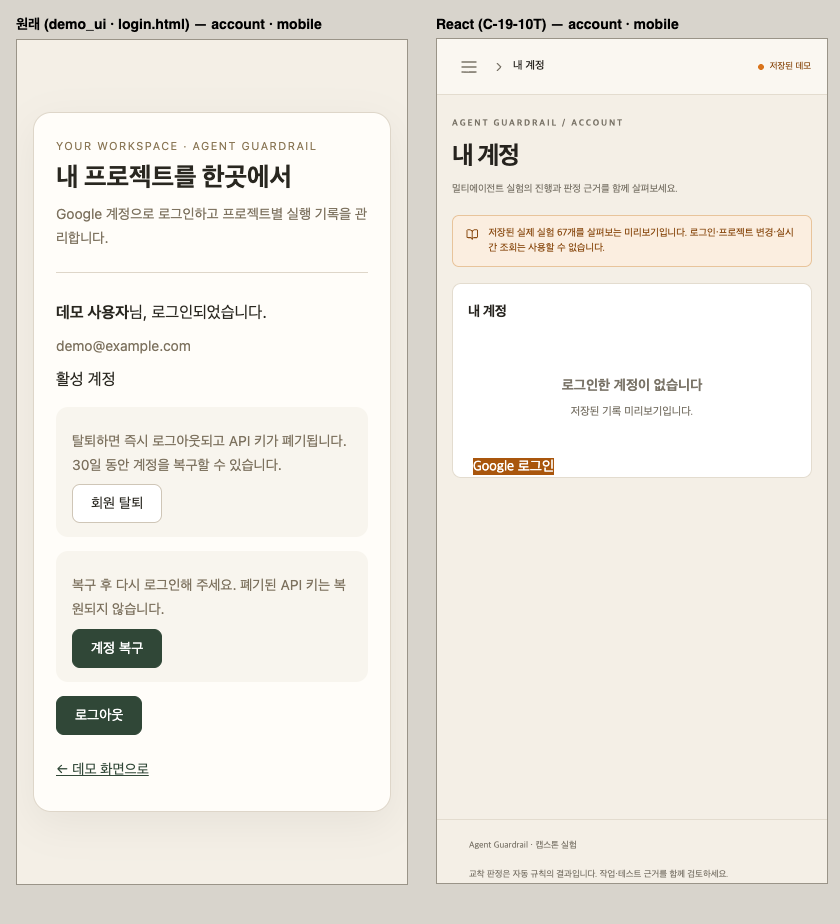 원래 (demo_ui · login.html) — account · mobile
YOUR WORKSPACE · AGENT GUARDRAIL
내 프로젝트를 한곳에서
Google 계정으로 로그인하고 프로젝트별 실행 기록을 관
리합니다.
데모 사용자님, 로그인되었습니다.
demo@example.com
활성 계정
탈퇴하면 즉시 로그아웃되고 API 키가 폐기됩니다.
30일 동안 계정을 복구할 수 있습니다.
회원 탈퇴
복구 후 다시 로그인해 주세요. 폐기된 API 키는 복
원되지 않습니다.
계정 복구
로그아웃
← 데모 화면으로
React (C-19-10T) — account · mobile
내 계정
저장된 데모
AGENT GUARDRAIL / ACCOUNT
내 계정
멀티에이전트 실험의 진행과 판정 근거를 함께 살펴보세요.
저장된 실제 실험 67개를 살펴보는 미리보기입니다. 로그인·프로젝트 변경·실시
간 조회는 사용할 수 없습니다.
내 계정
로그인한 계정이 없습니다
저장된 기록 미리보기입니다.
Google 로그인
Agent Guardrail · 캡스톤 실험
교착 판정은 자동 규칙의 결과입니다. 작업·테스트 근거를 함께 검토하세요.